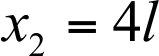 x₂ = 4l